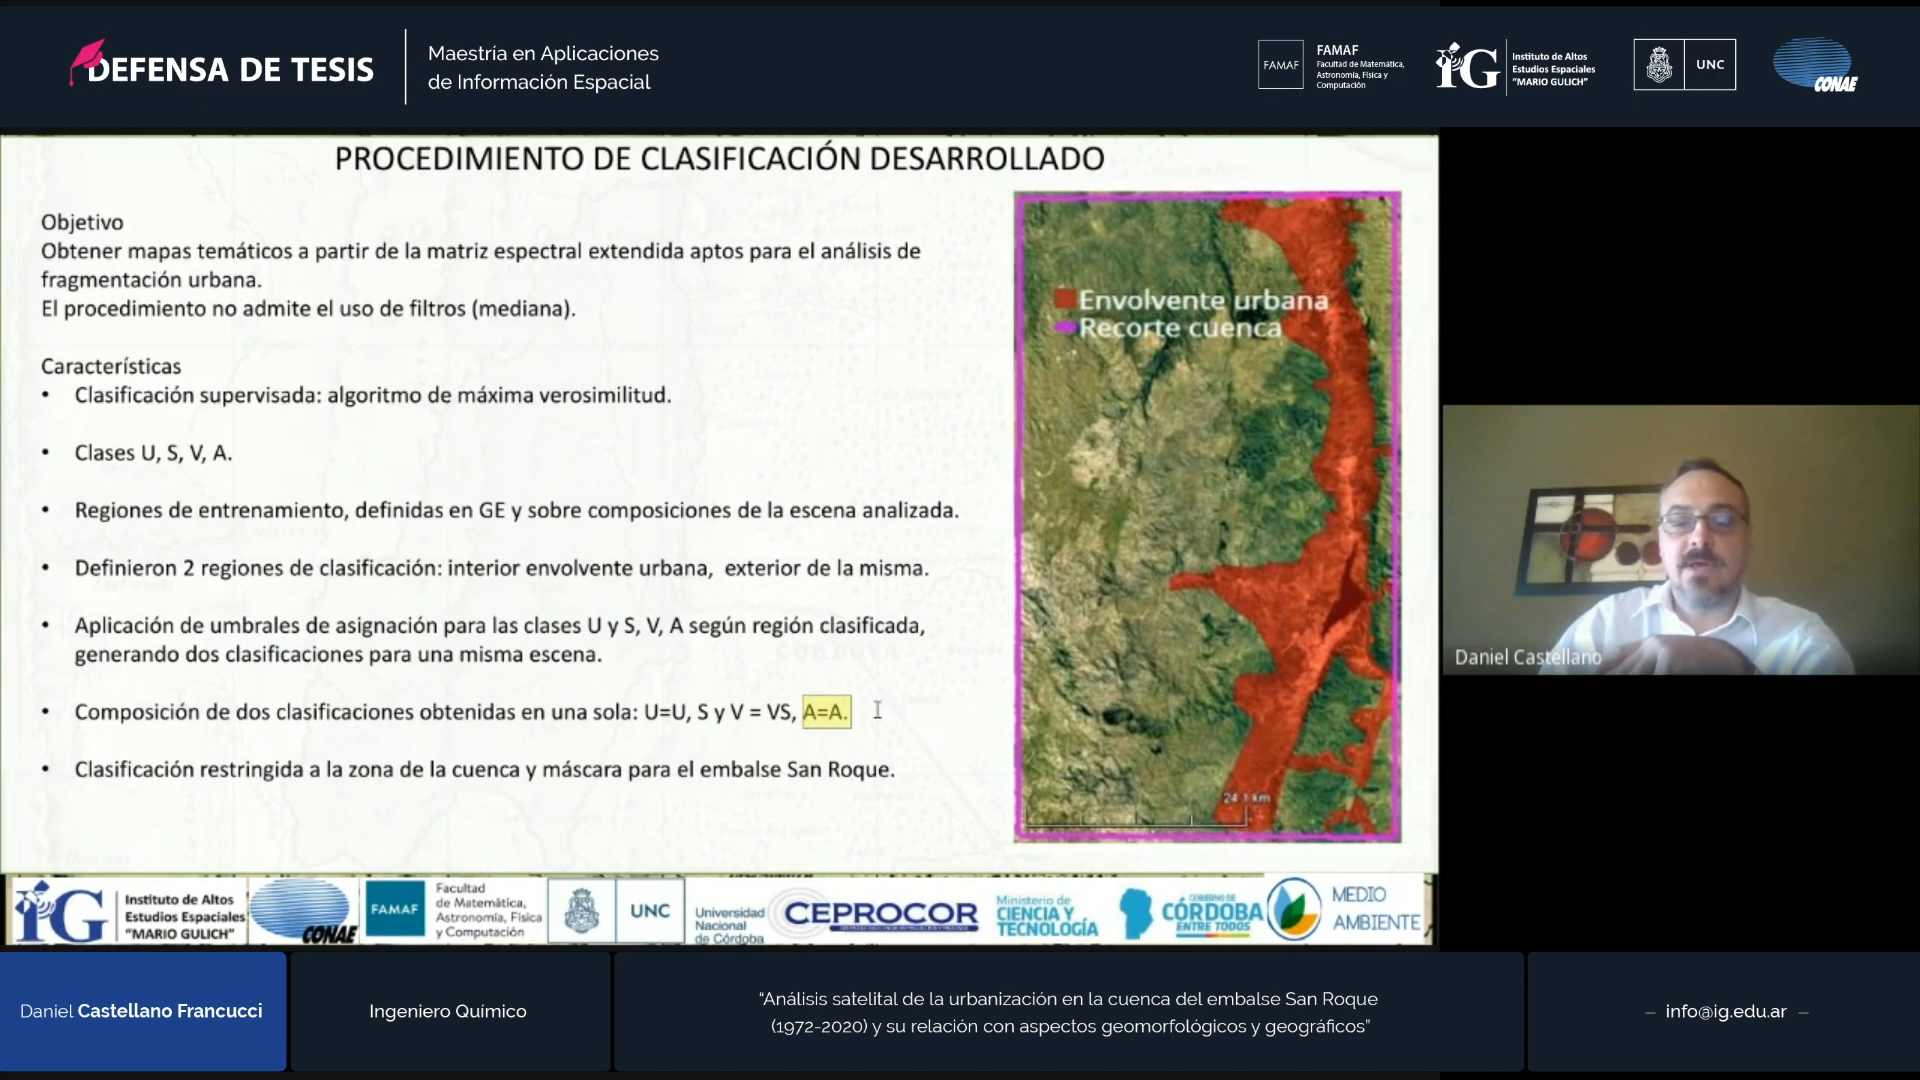 DEFENSA DE TESIS
Maestría en Aplicaciones
de Información Espacial
FAMAF
FAMAF
Facultad de Matemática,
Astronomía, Física y
Computación
iG
Instituto de Altos
Estudios Espaciales
"MARIO GULICH"
UNC
CONAE
PROCEDIMIENTO DE CLASIFICACIÓN DESARROLLADO
Objetivo
Obtener mapas temáticos a partir de la matriz espectral extendida aptos para el análisis de
fragmentación urbana.
El procedimiento no admite el uso de filtros (mediana).
Características
• Clasificación supervisada: algoritmo de máxima verosimilitud.
• Clases U, S, V, A.
• Regiones de entrenamiento, definidas en GE y sobre composiciones de la escena analizada.
• Definieron 2 regiones de clasificación: interior envolvente urbana, exterior de la misma.
• Aplicación de umbrales de asignación para las clases U y S, V, A según región clasificada,
generando dos clasificaciones para una misma escena.
• Composición de dos clasificaciones obtenidas en una sola: U=U, S y V = VS, A=A.
• Clasificación restringida a la zona de la cuenca y máscara para el embalse San Roque.
Envolvente urbana
Recorte cuenca
24.1 km
Daniel Castellano
iG
Instituto de Altos
Estudios Espaciales
"MARIO GULICH"
CONAE
FAMAF
Facultad
de Matemática,
Astronomía, Física
y Computación
UNC
Universidad
Nacional
de Córdoba
CEPROCOR
Ministerio de
CIENCIA Y
TECNOLOGÍA
GOBIERNO DE
CÓRDOBA
ENTRE TODOS
MEDIO
AMBIENTE
Daniel Castellano Francucci
Ingeniero Químico
“Análisis satelital de la urbanización en la cuenca del embalse San Roque
(1972-2020) y su relación con aspectos geomorfológicos y geográficos”
– info@ig.edu.ar –